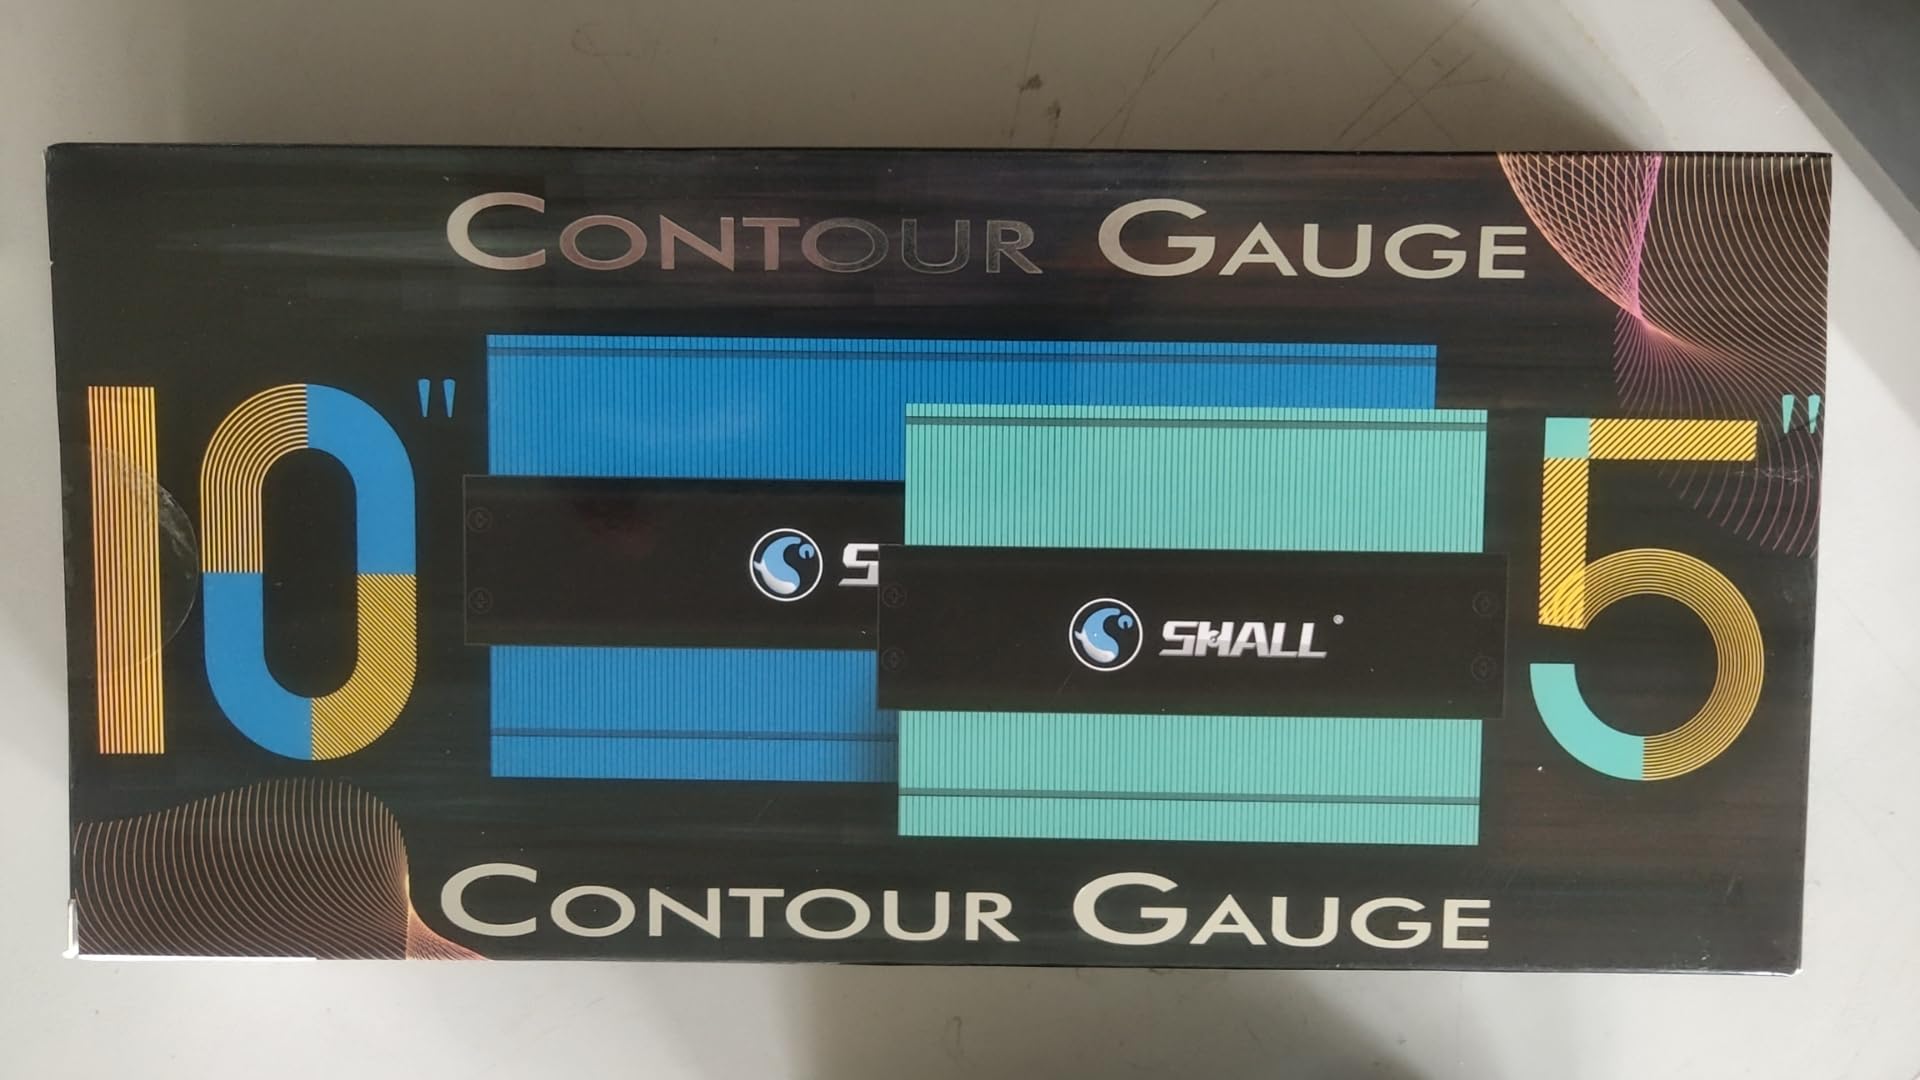 CONTOUR GAUGE
10"
S
SHALL®
5"
CONTOUR GAUGE